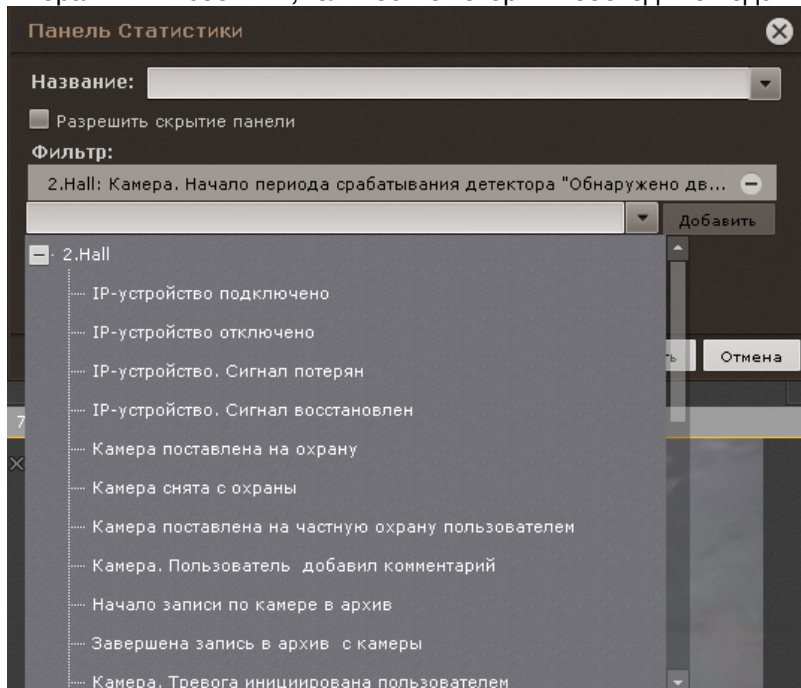 Панель Статистики
Название:
Разрешить скрытие панели
Фильтр:
2.Hall: Камера. Начало периода срабатывания детектора "Обнаружено дв...
Добавить
2.Hall
IP-устройство подключено
IP-устройство отключено
IP-устройство. Сигнал потерян
Отмена
IP-устройство. Сигнал восстановлен
7
Камера поставлена на охрану
Камера снята с охраны
Камера поставлена на частную охрану пользователем
Камера. Пользователь добавил комментарий
Начало записи по камере в архив
Завершена запись в архив с камеры
Камера. Тревога инициирована пользователем